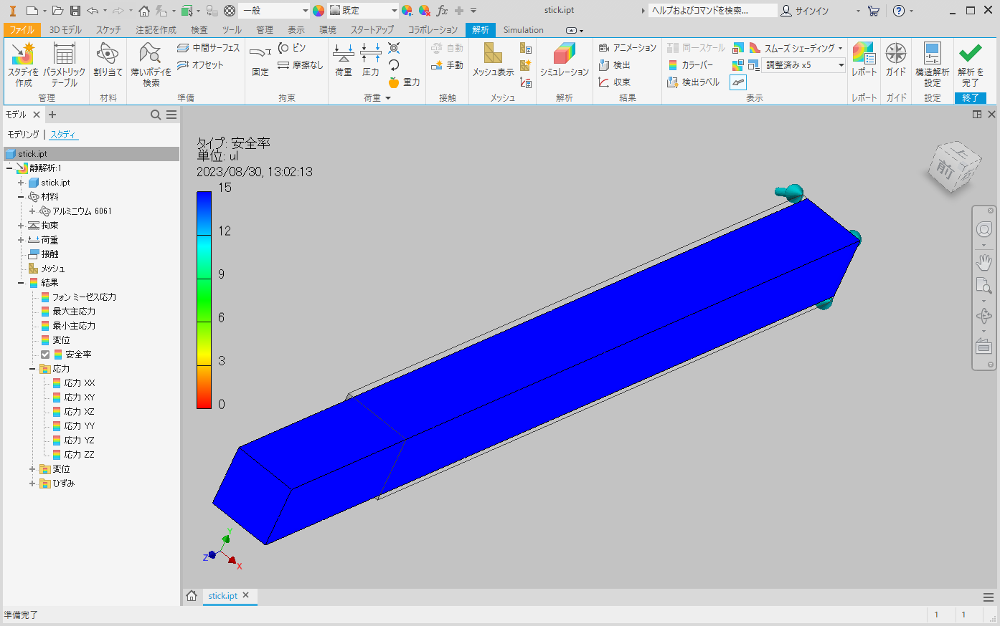 一般
既定
fx
stick.ipt
ヘルプおよびコマンドを検索...
サインイン
ファイル
3D モデル
スケッチ
注記を作成
検査
ツール
管理
表示
環境
スタートアップ
コラボレーション
解析
Simulation
スタディを
作成
パラメトリック
テーブル
管理
割り当て
材料
薄いボディを
検索
中間サーフェス
オフセット
準備
固定
ピン
摩擦なし
拘束
荷重
圧力
重力
荷重
自動
手動
接触
メッシュ表示
メッシュ
シミュレーション
解析
アニメーション
検出
収束
結果
同一スケール
カラーバー
検出ラベル
スムーズ シェーディング
調整済み x5
表示
レポート
レポート
ガイド
ガイド
構造解析
設定
設定
解析 を
完了
終了
モデル
モデリング
スタディ
stick.ipt
静解析:1
stick.ipt
材料
アルミニウム 6061
拘束
荷重
接触
メッシュ
結果
フォン ミーゼス応力
最大主応力
最小主応力
変位
安全率
応力
応力 XX
応力 XY
応力 XZ
応力 YY
応力 YZ
応力 ZZ
変位
ひずみ
タイプ: 安全率
単位: ul
2023/08/30, 13:02:13
15
12
9
6
3
0
上
前
Y
Z
X
stick.ipt
準備完了
1
1